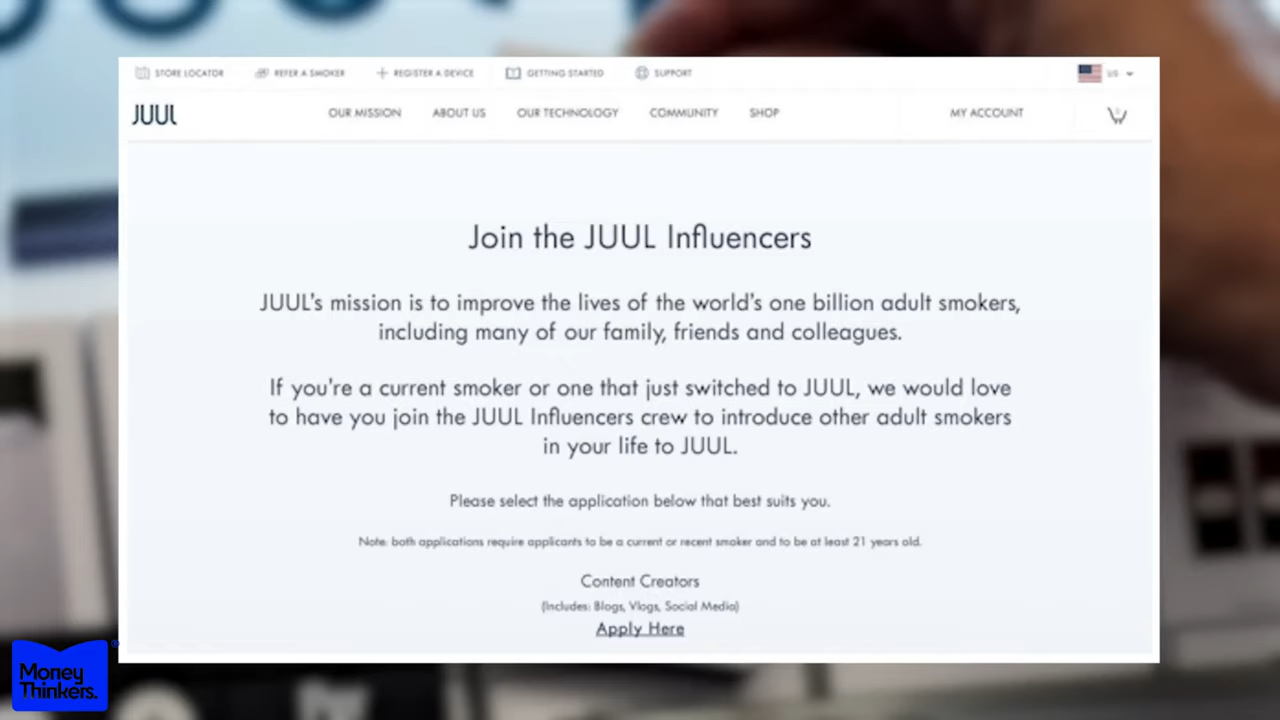 STORE LOCATOR REFER A SMOKER REGISTER A DEVICE GETTING STARTED SUPPORT US
JUUL OUR MISSION ABOUT US OUR TECHNOLOGY COMMUNITY SHOP MY ACCOUNT
Join the JUUL Influencers
JUUL's mission is to improve the lives of the world's one billion adult smokers,
including many of our family, friends and colleagues.
If you're a current smoker or one that just switched to JUUL, we would love
to have you join the JUUL Influencers crew to introduce other adult smokers
in your life to JUUL.
Please select the application below that best suits you.
Note: both applications require applicants to be a current or recent smoker and to be at least 21 years old.
Content Creators
(Includes: Blogs, Vlogs, Social Media)
Apply Here
Money
Thinkers.